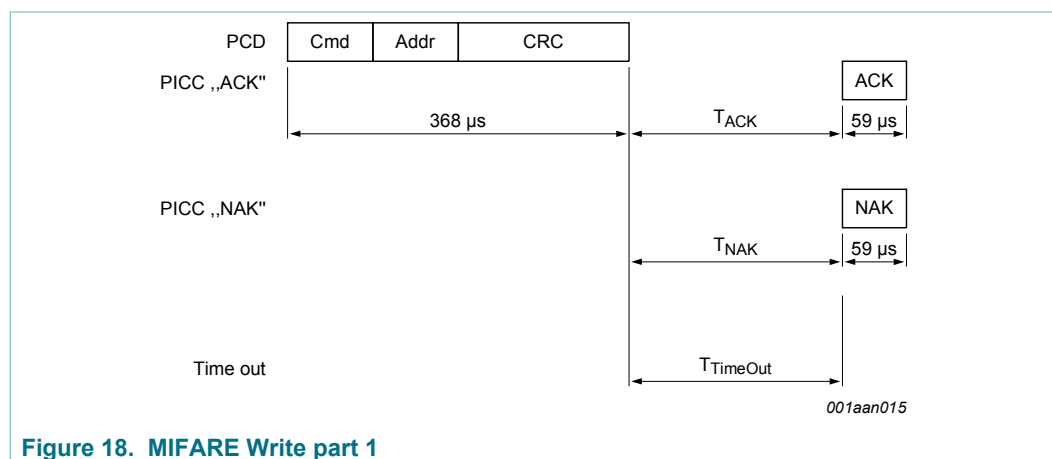 PCD Cmd Addr CRC
PICC ,,ACK" ACK
368 µs TACK 59 µs
PICC ,,NAK" NAK
TNAK 59 µs
Time out TTimeOut
001aan015
Figure 18. MIFARE Write part 1